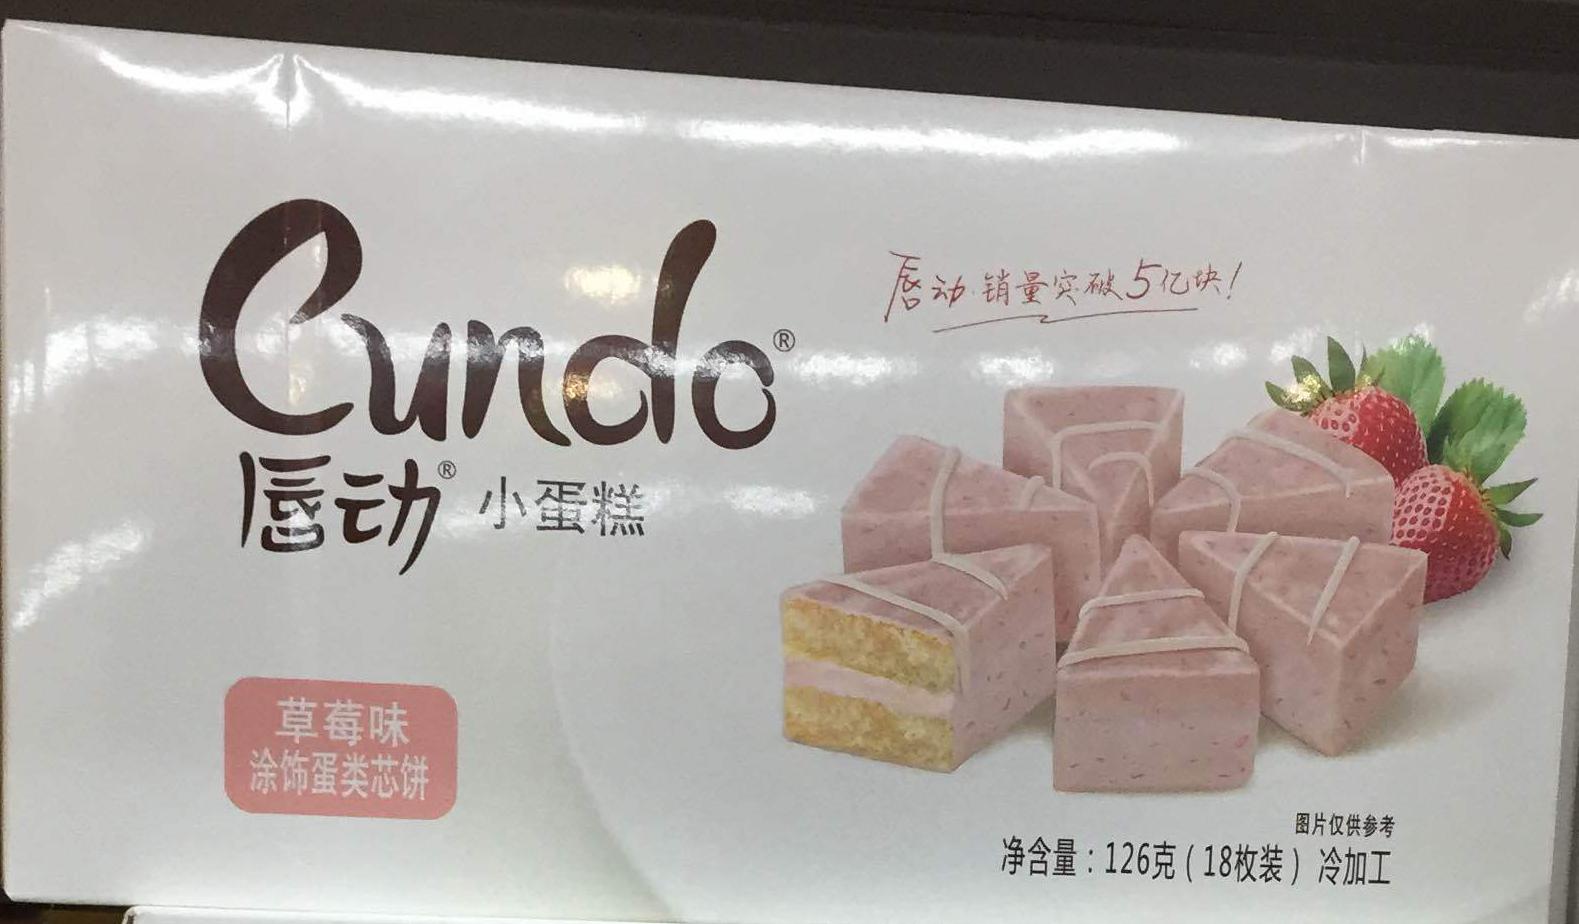 Cundo®
唇动® 小蛋糕
唇动·销量突破5亿块!
草莓味
涂饰蛋类芯饼
图片仅供参考
净含量:126克(18枚装) 冷加工